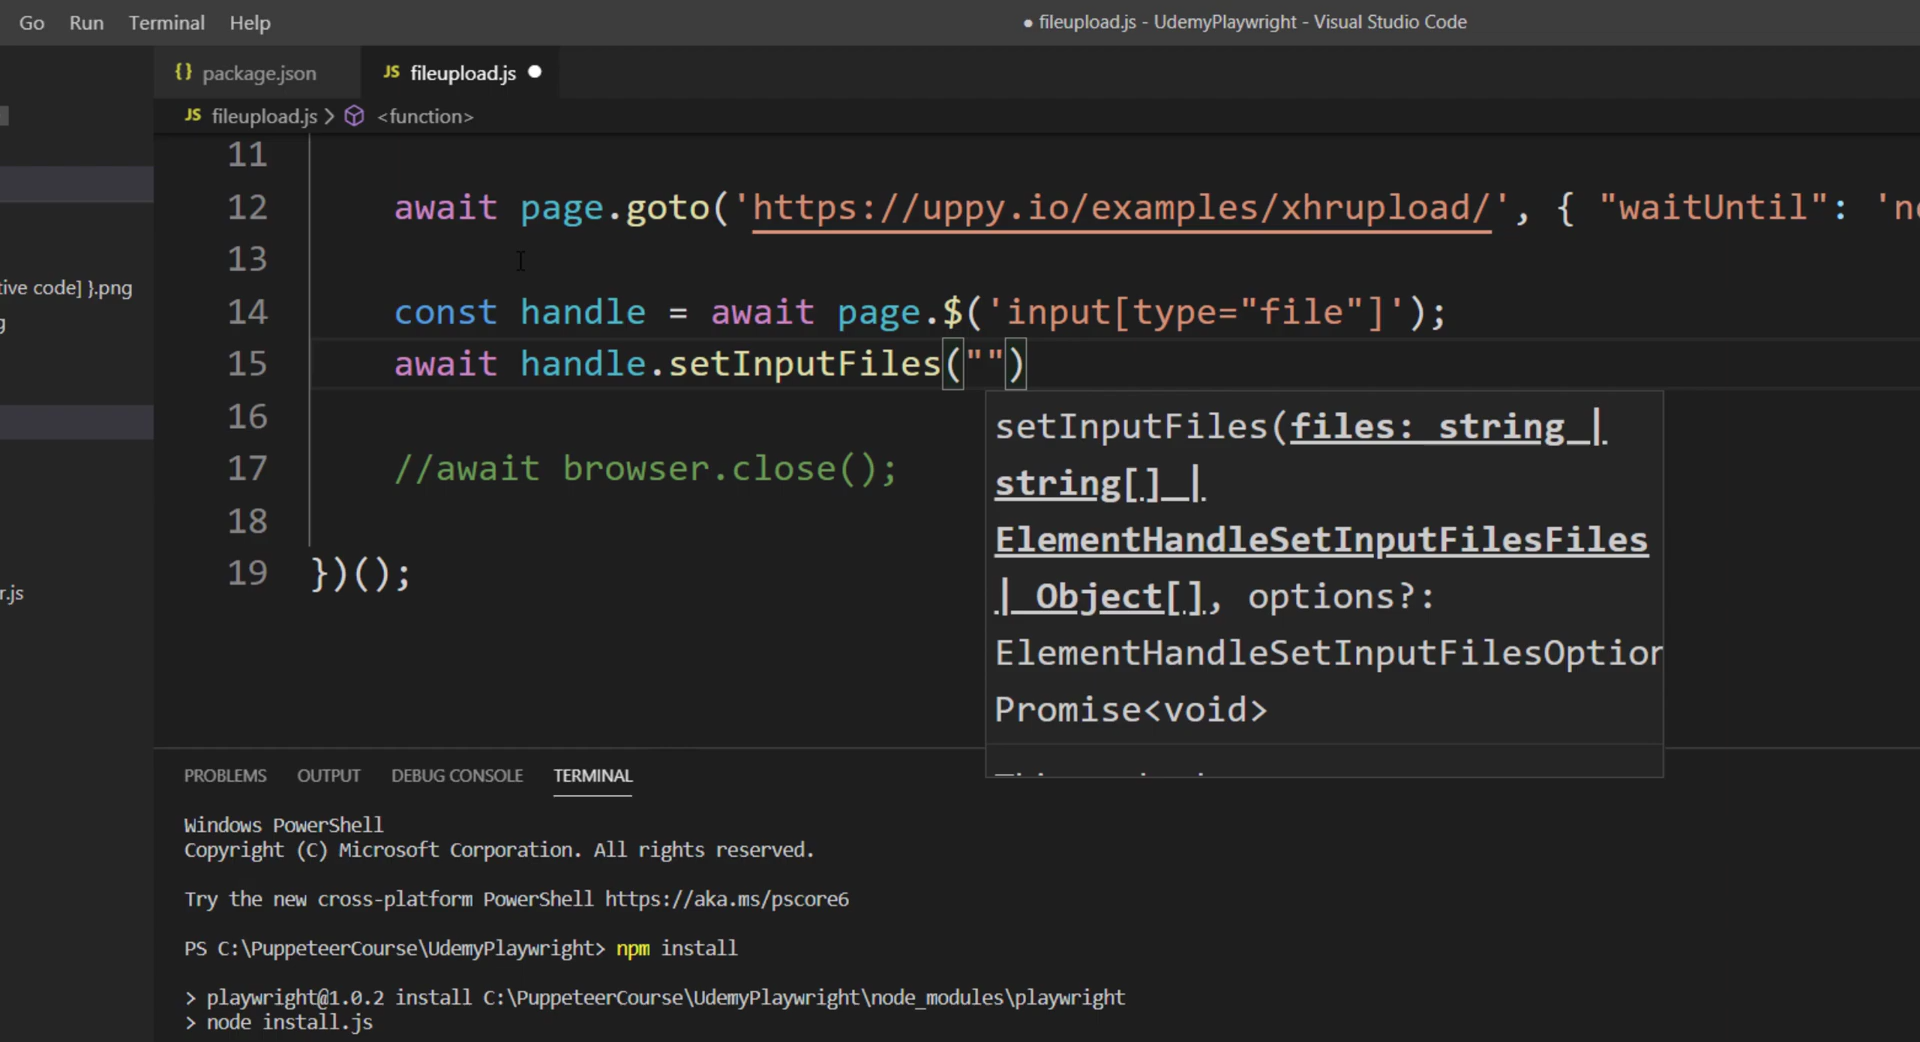 Go Run Terminal Help ● fileupload.js - UdemyPlaywright - Visual Studio Code
{} package.json JS fileupload.js ●
JS fileupload.js > <function>
11
12 await page.goto('https://uppy.io/examples/xhrupload/', { "waitUntil":
13
14 const handle = await page.$('input[type="file"]');
15 await handle.setInputFiles("")
16
17 //await browser.close();
18
19 })();
tive code] }.png
g
r.js
setInputFiles(files: string |
string[] |
ElementHandleSetInputFilesFiles
| Object[], options?:
ElementHandleSetInputFilesOption
Promise<void>
PROBLEMS OUTPUT DEBUG CONSOLE TERMINAL
Windows PowerShell
Copyright (C) Microsoft Corporation. All rights reserved.
Try the new cross-platform PowerShell https://aka.ms/pscore6
PS C:\PuppeteerCourse\UdemyPlaywright> npm install
> playwright@1.0.2 install C:\PuppeteerCourse\UdemyPlaywright\node_modules\playwright
> node install.js